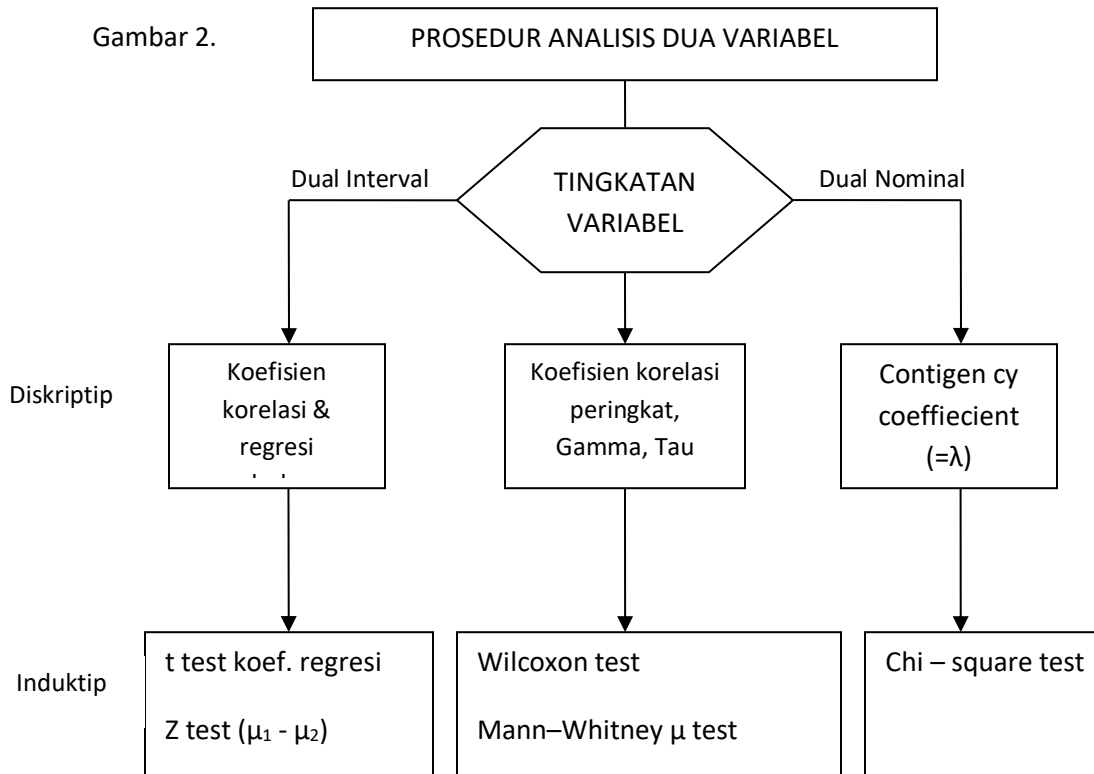 Gambar 2.
PROSEDUR ANALISIS DUA VARIABEL
Dual Interval
TINGKATAN
VARIABEL
Dual Nominal
Diskriptip
Koefisien
korelasi &
regresi
Koefisien korelasi
peringkat,
Gamma, Tau
Contigen cy
coeffiecient
(=λ)
Induktip
t test koef. regresi
Z test (μ₁ - μ₂)
Wilcoxon test
Mann–Whitney μ test
Chi – square test